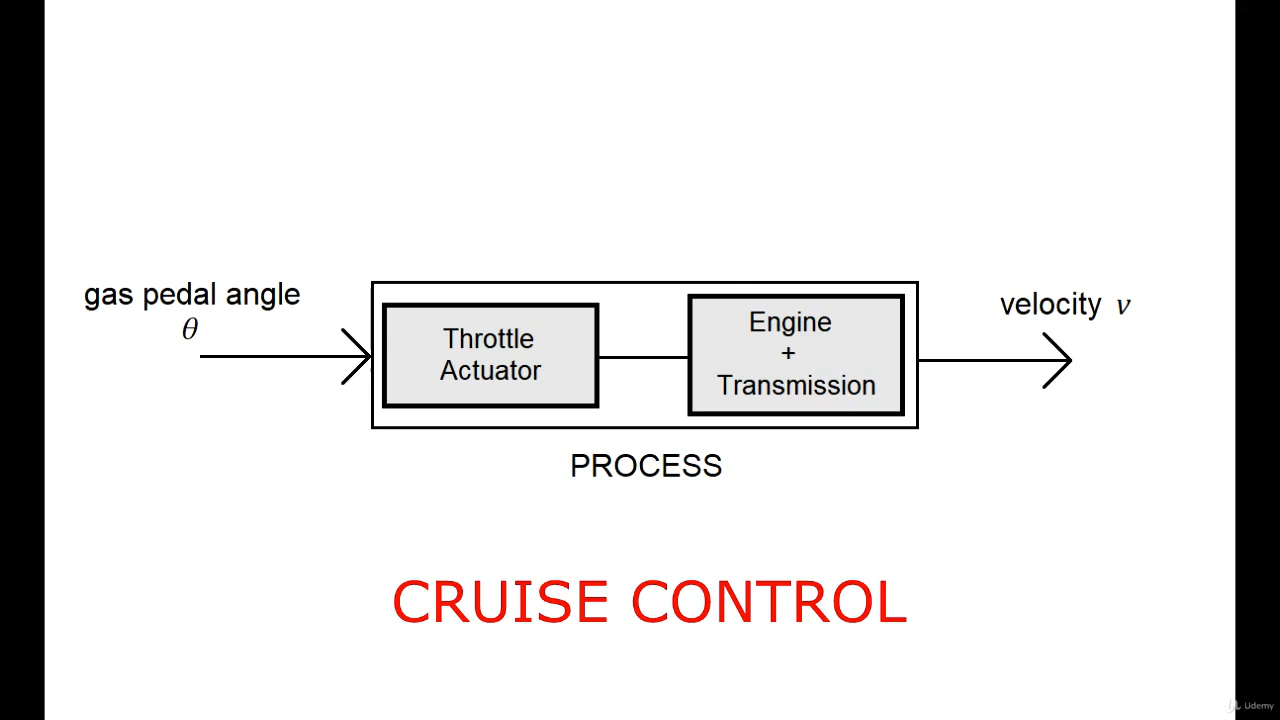 gas pedal angle
θ
Throttle
Actuator
Engine
+
Transmission
velocity v
PROCESS
CRUISE CONTROL
Udemy